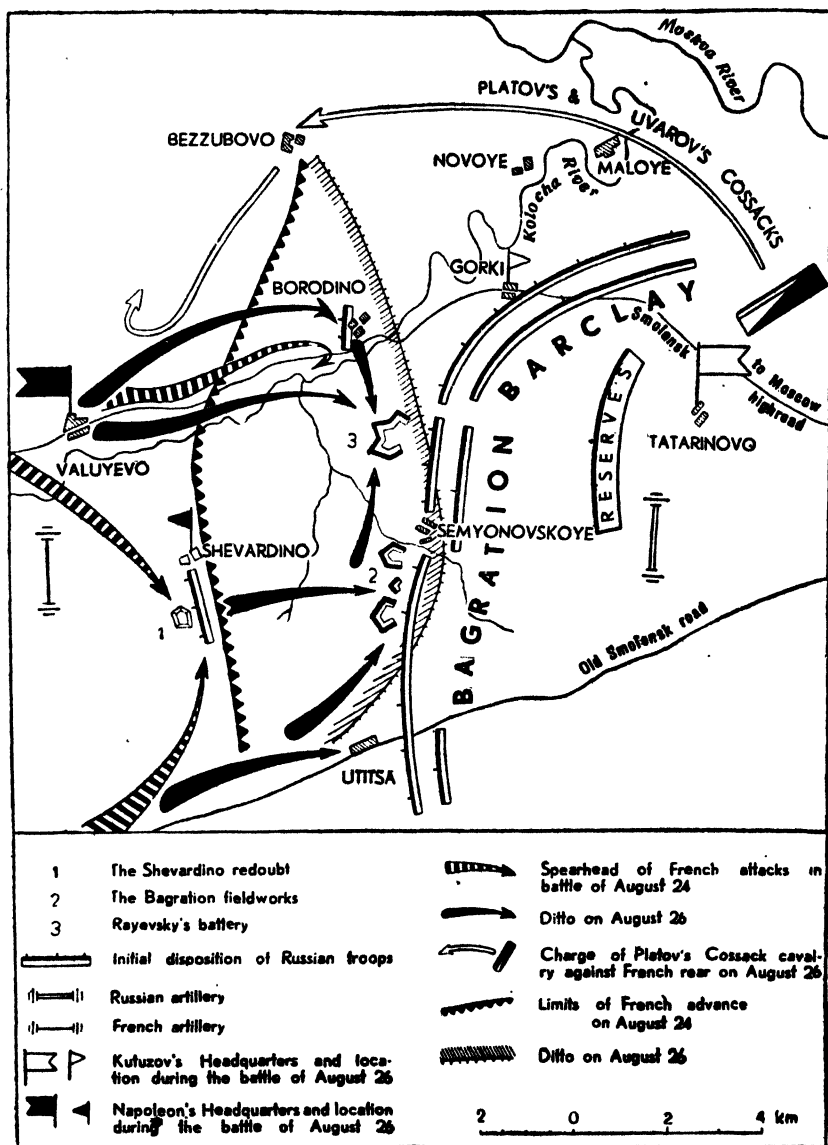 Moskva River
PLATOV'S &
UVAROV'S COSSACKS
BEZZUBOVO
NOVOYE
MALOYE
Kolocha River
GORKI
BORODINO
BARCLAY
Smolensk
to Moscow
highroad
3
RESERVE'S
TATARINOVO
VALUYEVO
SEMYONOVSKOYE
SHEVARDINO
2
BAGRATION
1
Old Smolensk road
UTITSA
1 The Shevardino redoubt
2 The Bagration fieldworks
3 Rayevsky's battery
Initial disposition of Russian troops
Russian artillery
French artillery
Kutuzov's Headquarters and loca-
tion during the battle of August 26
Napoleon's Headquarters and location
during the battle of August 26
Spearhead of French attacks in
battle of August 24
Ditto on August 26
Charge of Platov's Cossack caval-
ry against French rear on August 26
Limits of French advance
on August 24
Ditto on August 26
2 0 2 4 km